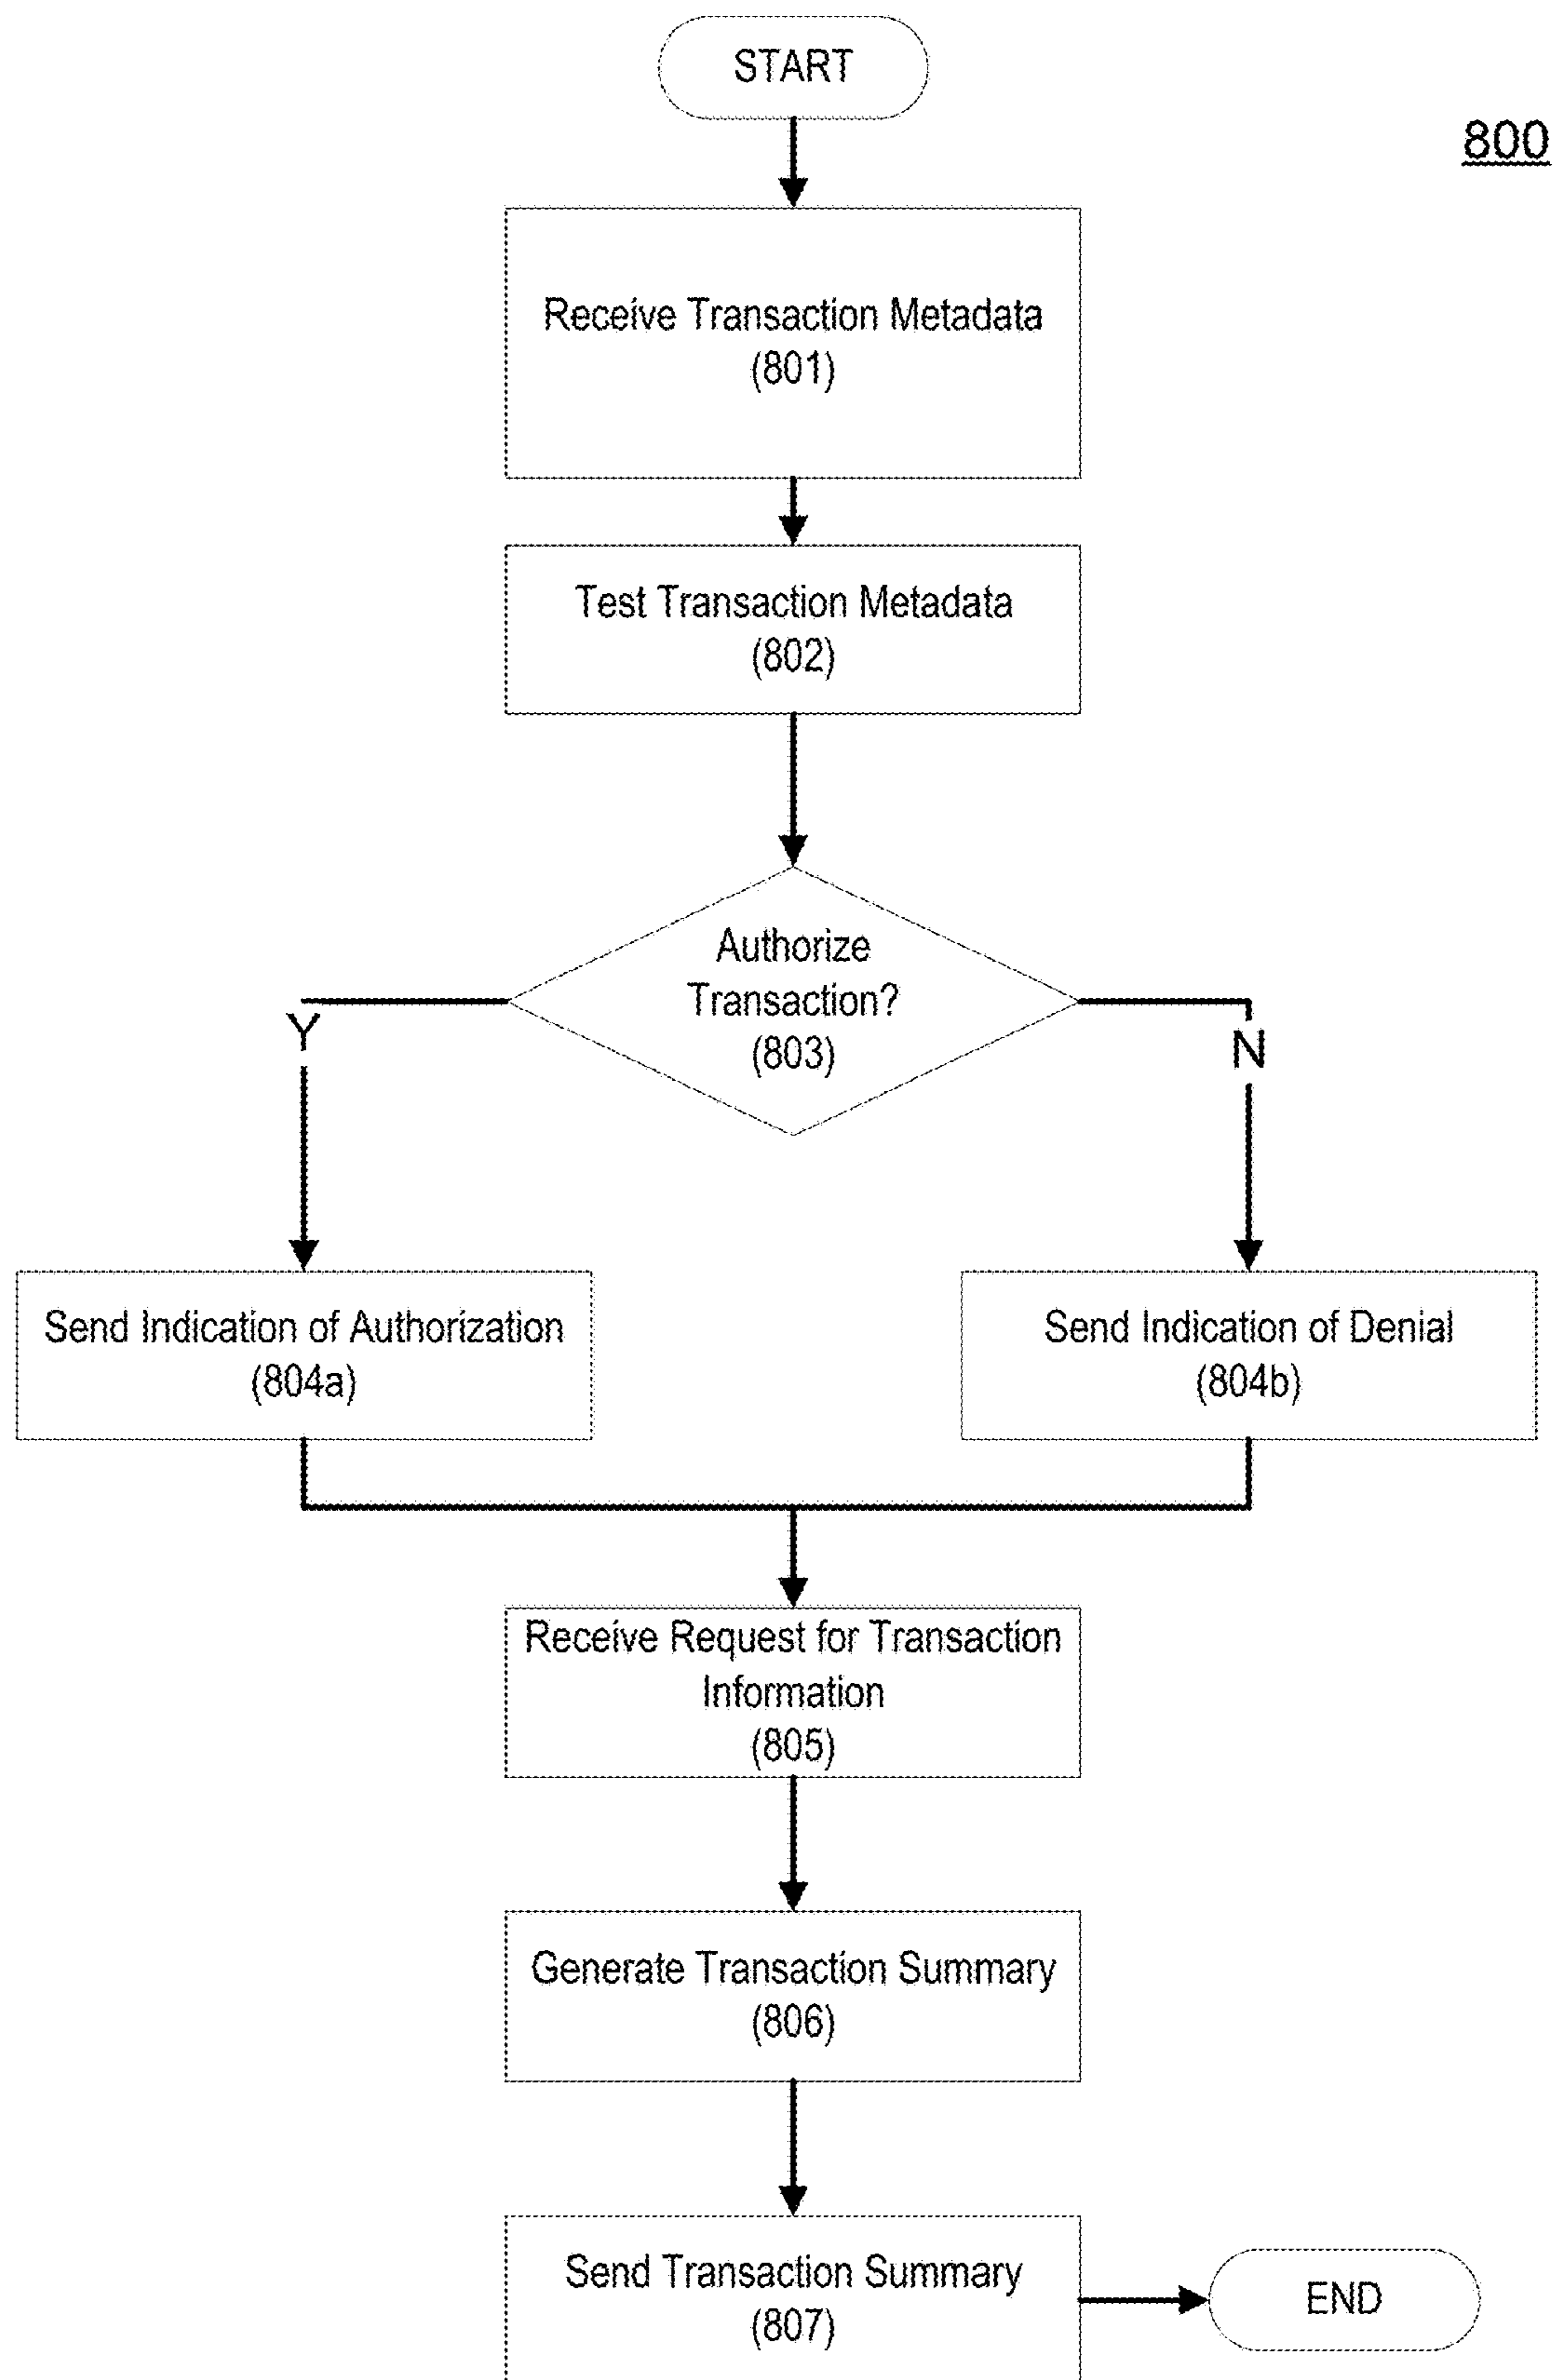 START
800
Receive Transaction Metadata
(801)
Test Transaction Metadata
(802)
Authorize
Transaction?
(803)
Y
N
Send Indication of Authorization
(804a)
Send Indication of Denial
(804b)
Receive Request for Transaction
Information
(805)
Generate Transaction Summary
(806)
Send Transaction Summary
(807)
END